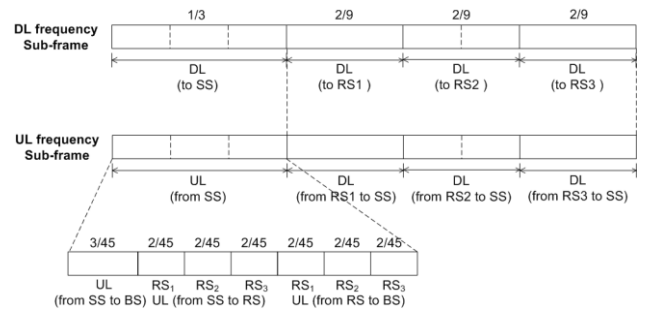 1/3 2/9 2/9 2/9
DL frequency
Sub-frame
DL DL DL DL
(to SS) (to RS1 ) (to RS2 ) (to RS3 )
UL frequency
Sub-frame
UL DL DL DL
(from SS) (from RS1 to SS) (from RS2 to SS) (from RS3 to SS)
3/45 2/45 2/45 2/45 2/45 2/45 2/45
UL RS₁ RS₂ RS₃ RS₁ RS₂ RS₃
(from SS to BS) UL (from SS to RS) UL (from RS to BS)